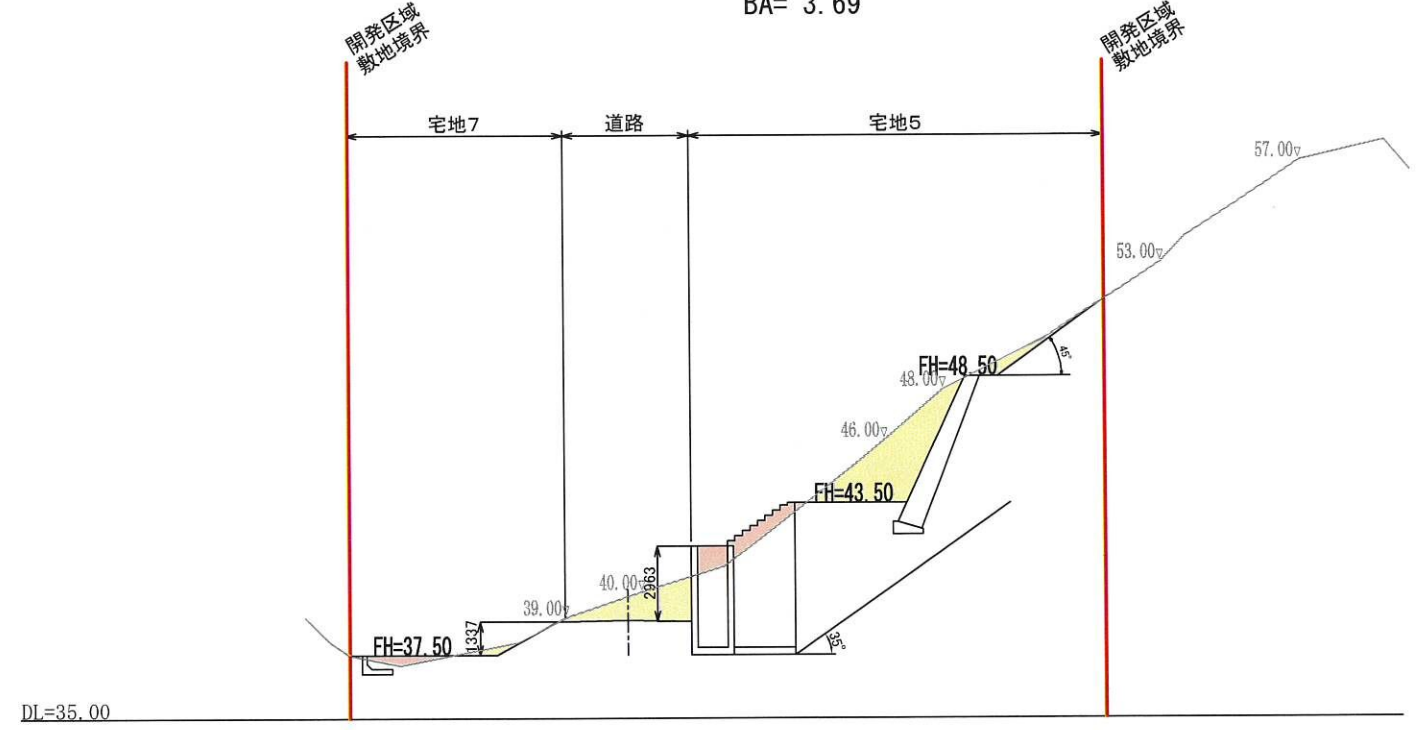 BA= 3.69
開発区域
敷地境界
開発区域
敷地境界
宅地7
道路
宅地5
57.00
53.00
45°
FH=48.50
48.00
46.00
FH=43.50
2963
40.00
39.00
1337
FH=37.50
35°
DL=35.00